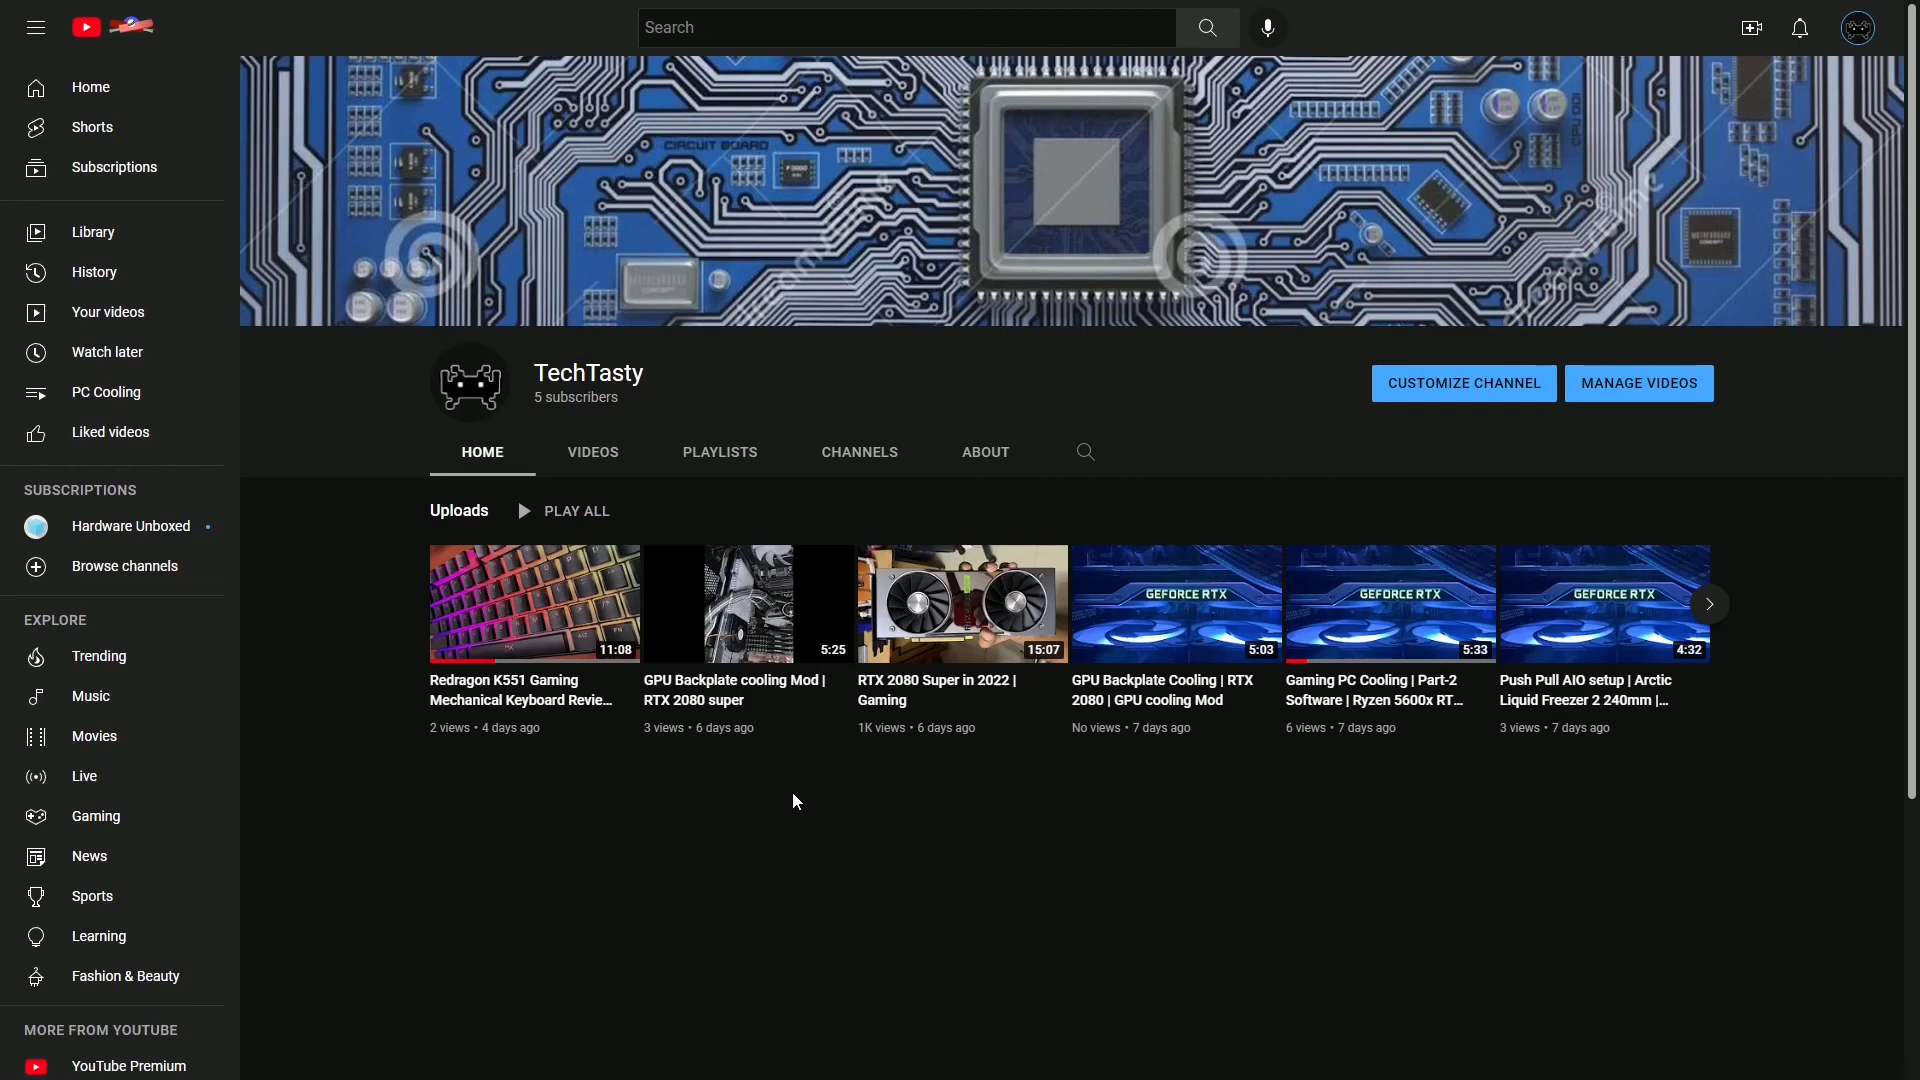 Search
Home
Shorts
Subscriptions
Library
History
Your videos
Watch later
PC Cooling
Liked videos
SUBSCRIPTIONS
Hardware Unboxed
Browse channels
EXPLORE
Trending
Music
Movies
Live
Gaming
News
Sports
Learning
Fashion & Beauty
MORE FROM YOUTUBE
YouTube Premium
CIRCUIT BOARD
TechTasty
5 subscribers
CUSTOMIZE CHANNEL
MANAGE VIDEOS
HOME VIDEOS PLAYLISTS CHANNELS ABOUT
Uploads PLAY ALL
11:08
Redragon K551 Gaming
Mechanical Keyboard Revie...
2 views • 4 days ago
5:25
GPU Backplate cooling Mod |
RTX 2080 super
3 views • 6 days ago
15:07
RTX 2080 Super in 2022 |
Gaming
1K views • 6 days ago
GEFORCE RTX
5:03
GPU Backplate Cooling | RTX
2080 | GPU cooling Mod
No views • 7 days ago
GEFORCE RTX
5:33
Gaming PC Cooling | Part-2
Software | Ryzen 5600x RT...
6 views • 7 days ago
GEFORCE RTX
4:32
Push Pull AIO setup | Arctic
Liquid Freezer 2 240mm |...
3 views • 7 days ago